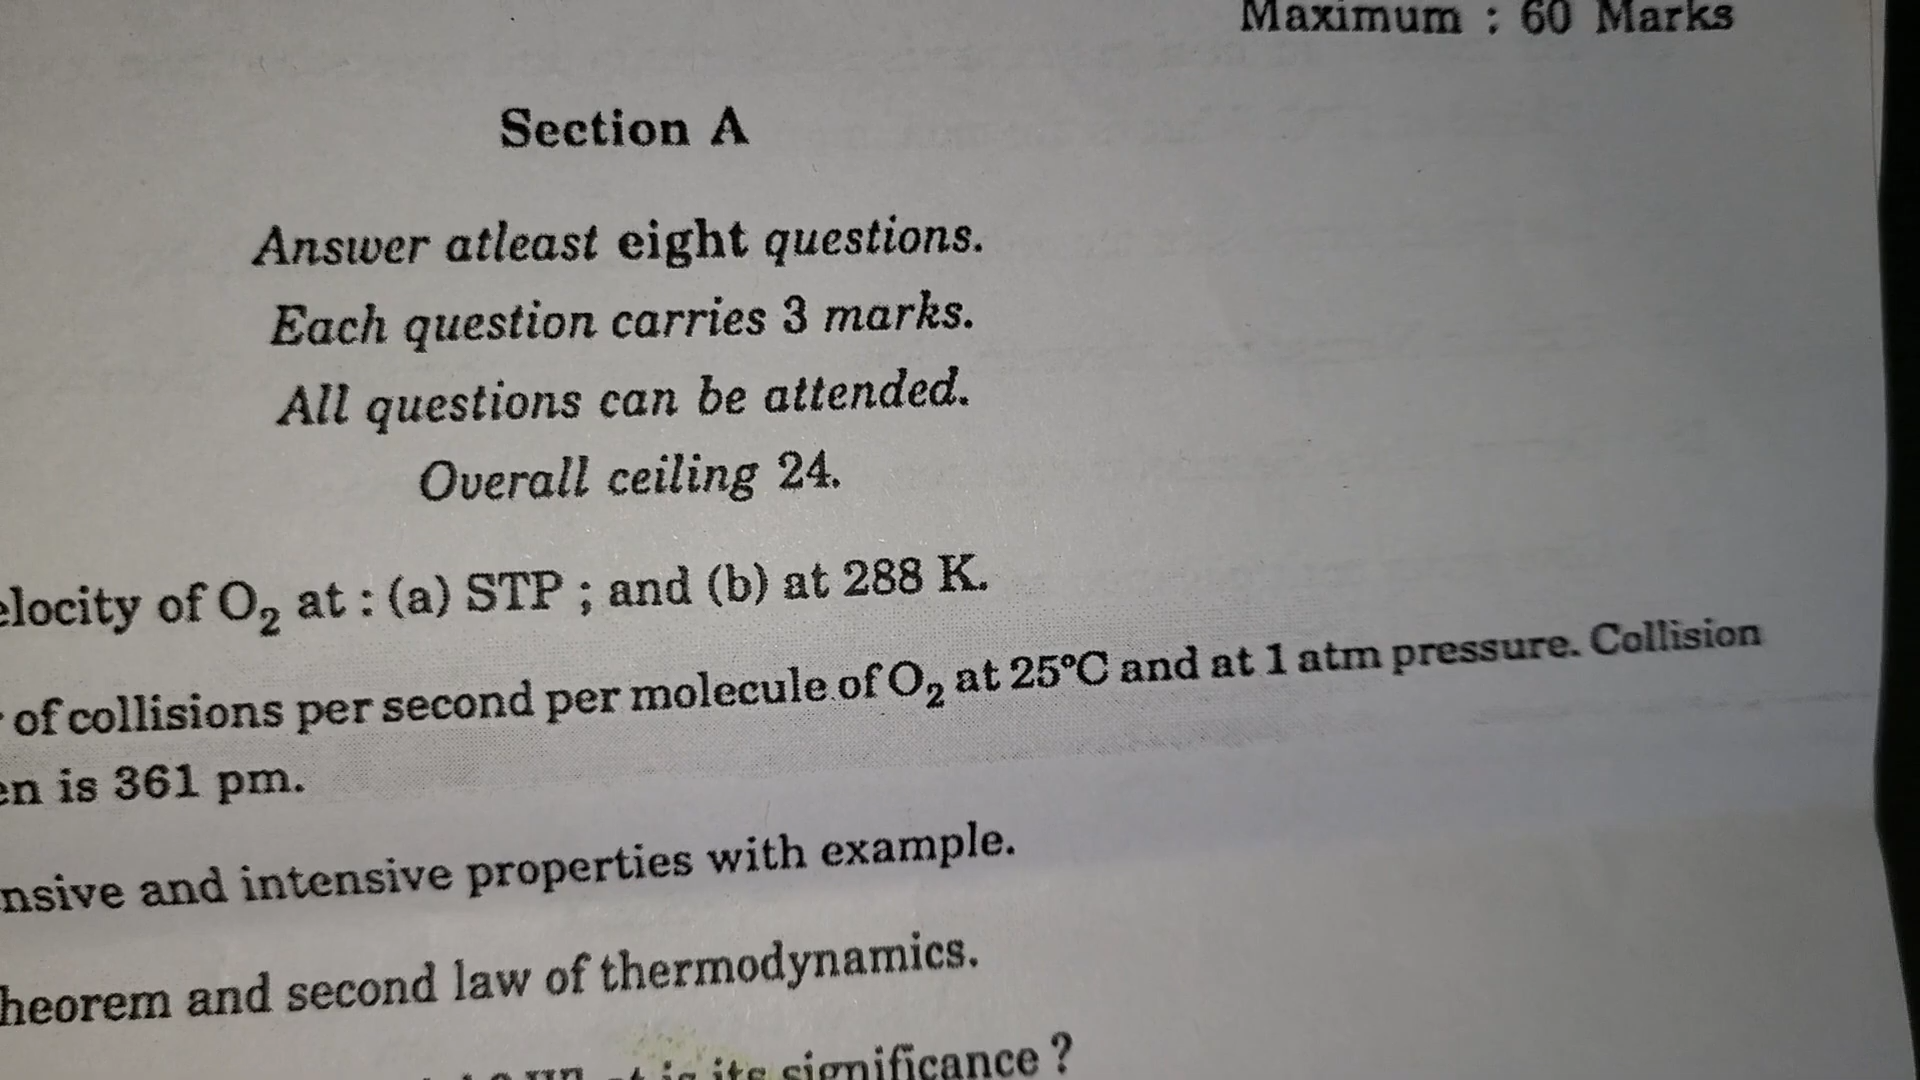 Maximum : 60 Marks
Section A
Answer atleast eight questions.
Each question carries 3 marks.
All questions can be attended.
Overall ceiling 24.
elocity of O₂ at : (a) STP ; and (b) at 288 K.
of collisions per second per molecule of O₂ at 25°C and at 1 atm pressure. Collision
en is 361 pm.
nsive and intensive properties with example.
heorem and second law of thermodynamics.
is its significance ?